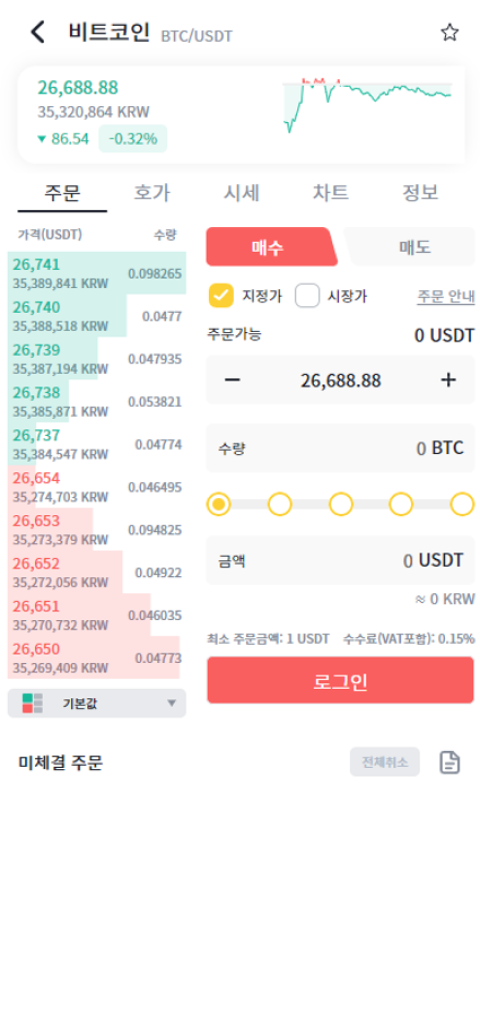 비트코인 BTC/USDT
26,688.88
35,320,864 KRW
▼ 86.54 -0.32%
주문 호가 시세 차트 정보
가격(USDT) 수량
26,741
35,389,841 KRW 0.098265
26,740
35,388,518 KRW 0.0477
26,739
35,387,194 KRW 0.047935
26,738
35,385,871 KRW 0.053821
26,737
35,384,547 KRW 0.04774
26,654
35,274,703 KRW 0.046495
26,653
35,273,379 KRW 0.094825
26,652
35,272,056 KRW 0.04922
26,651
35,270,732 KRW 0.046035
26,650
35,269,409 KRW 0.04773
기본값 ▼
매수 매도
지정가 시장가 주문 안내
주문가능 0 USDT
− 26,688.88 +
수량 0 BTC
금액 0 USDT
≈ 0 KRW
최소 주문금액: 1 USDT 수수료(VAT포함): 0.15%
로그인
미체결 주문 전체취소